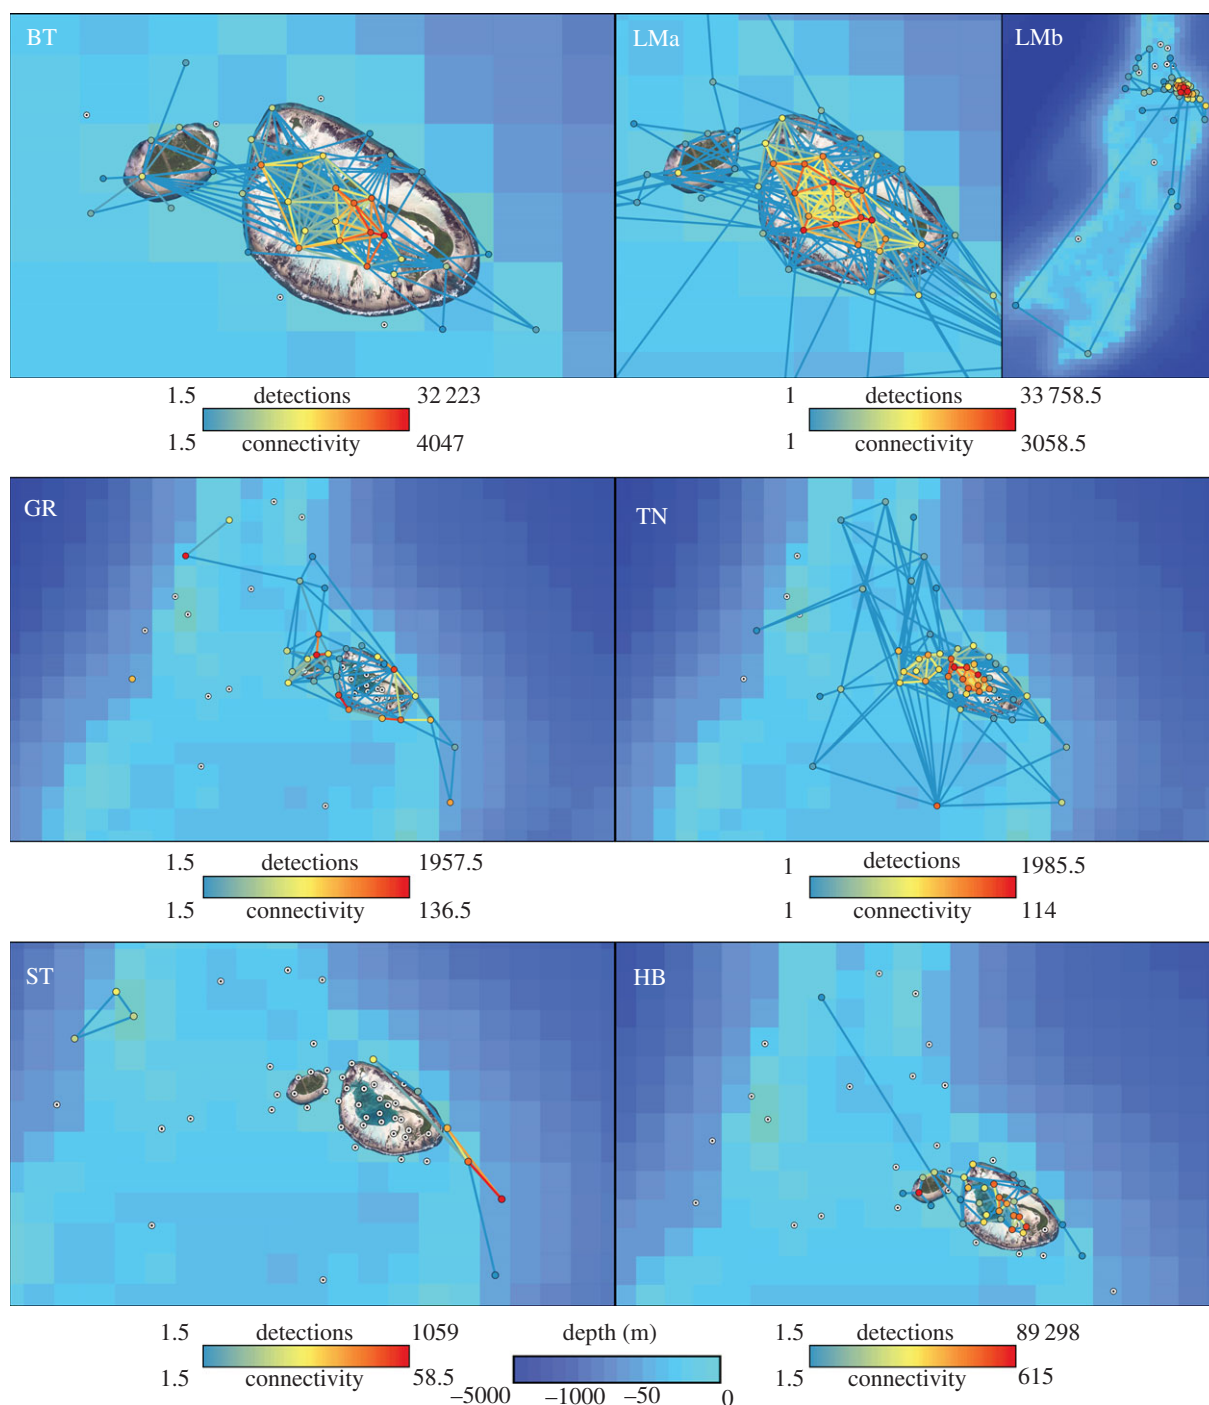 BT
LMa
LMb
1.5 detections 32 223
1.5 connectivity 4047
1 detections 33 758.5
1 connectivity 3058.5
GR
TN
1.5 detections 1957.5
1.5 connectivity 136.5
1 detections 1985.5
1 connectivity 114
ST
HB
1.5 detections 1059
1.5 connectivity 58.5
depth (m)
–5000 –1000 –50 0
1.5 detections 89 298
1.5 connectivity 615